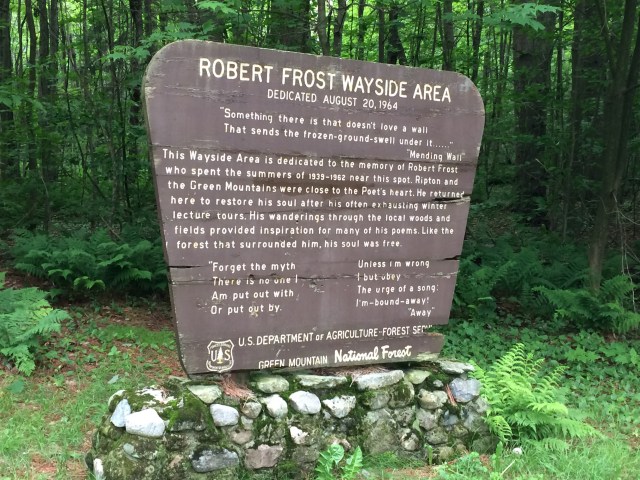 ROBERT FROST WAYSIDE AREA
DEDICATED AUGUST 20, 1964
"Something there is that doesn't love a wall
That sends the frozen-ground-swell under it....."
"Mending Wall"
This Wayside Area is dedicated to the memory of Robert Frost
who spent the summers of 1939-1962 near this spot. Ripton and
the Green Mountains were close to the Poet's heart. He returned
here to restore his soul after his often exhausting winter
lecture tours. His wanderings through the local woods and
fields provided inspiration for many of his poems. Like the
forest that surrounded him, his soul was free.
"Forget the myth
There is no one I
Am put out with
Or put out by.
Unless I'm wrong
I but obey
The urge of a song:
I'm-bound-away!
"Away"
U.S. DEPARTMENT of AGRICULTURE-FOREST
GREEN MOUNTAIN National Forest
US